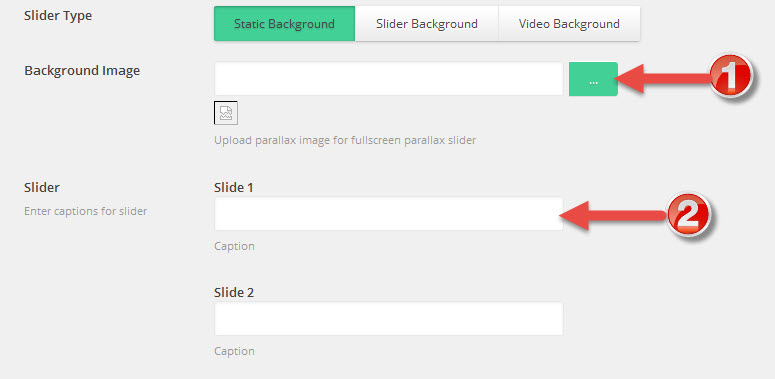 Slider Type
Static Background Slider Background Video Background
Background Image
...
1
Upload parallax image for fullscreen parallax slider
Slider
Slide 1
Enter captions for slider
2
Caption
Slide 2
Caption